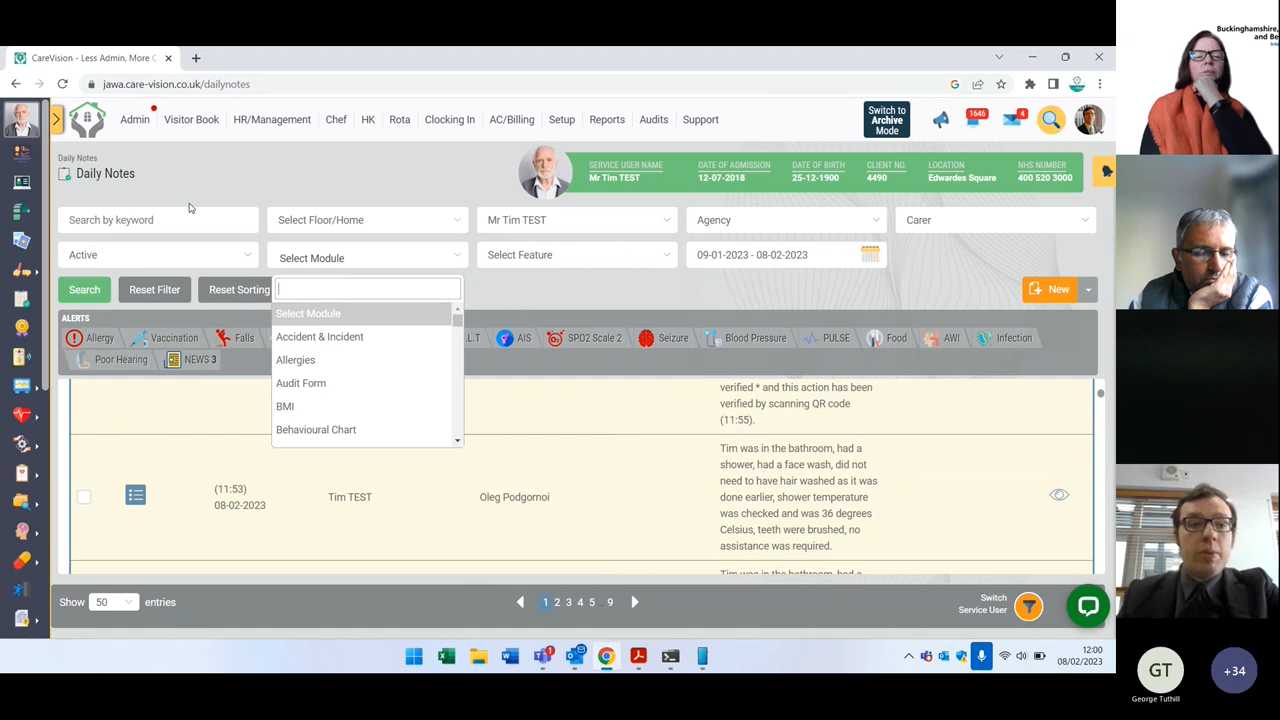 CareVision - Less Admin, More C
jawa.care-vision.co.uk/dailynotes
Admin Visitor Book HR/Management Chef HK Rota Clocking In AC/Billing Setup Reports Audits Support
Switch to
Archive
Mode
1646
4
Daily Notes
Daily Notes
SERVICE USER NAME
Mr Tim TEST
DATE OF ADMISSION
12-07-2018
DATE OF BIRTH
25-12-1900
CLIENT NO.
4490
LOCATION
Edwardes Square
NHS NUMBER
400 520 3000
Search by keyword
Select Floor/Home
Mr Tim TEST
Agency
Carer
Active
Select Module
Select Feature
09-01-2023 - 08-02-2023
Search
Reset Filter
Reset Sorting
New
Select Module
Accident & Incident
Allergies
Audit Form
BMI
Behavioural Chart
ALERTS
Allergy Vaccination Falls L.T AIS SPO2 Scale 2 Seizure Blood Pressure PULSE Food AWI Infection
Poor Hearing NEWS 3
verified * and this action has been
verified by scanning QR code
(11:55).
(11:53)
08-02-2023
Tim TEST
Oleg Podgornoi
Tim was in the bathroom, had a
shower, had a face wash, did not
need to have hair washed as it was
done earlier, shower temperature
was checked and was 36 degrees
Celsius, teeth were brushed, no
assistance was required.
Tim was in the bathroom, had a
Show 50 entries
1 2 3 4 5 .. 9
Switch
Service User
1
12:00
08/02/2023
Buckinghamshire,
and Be
GT
George Tuthill
+34